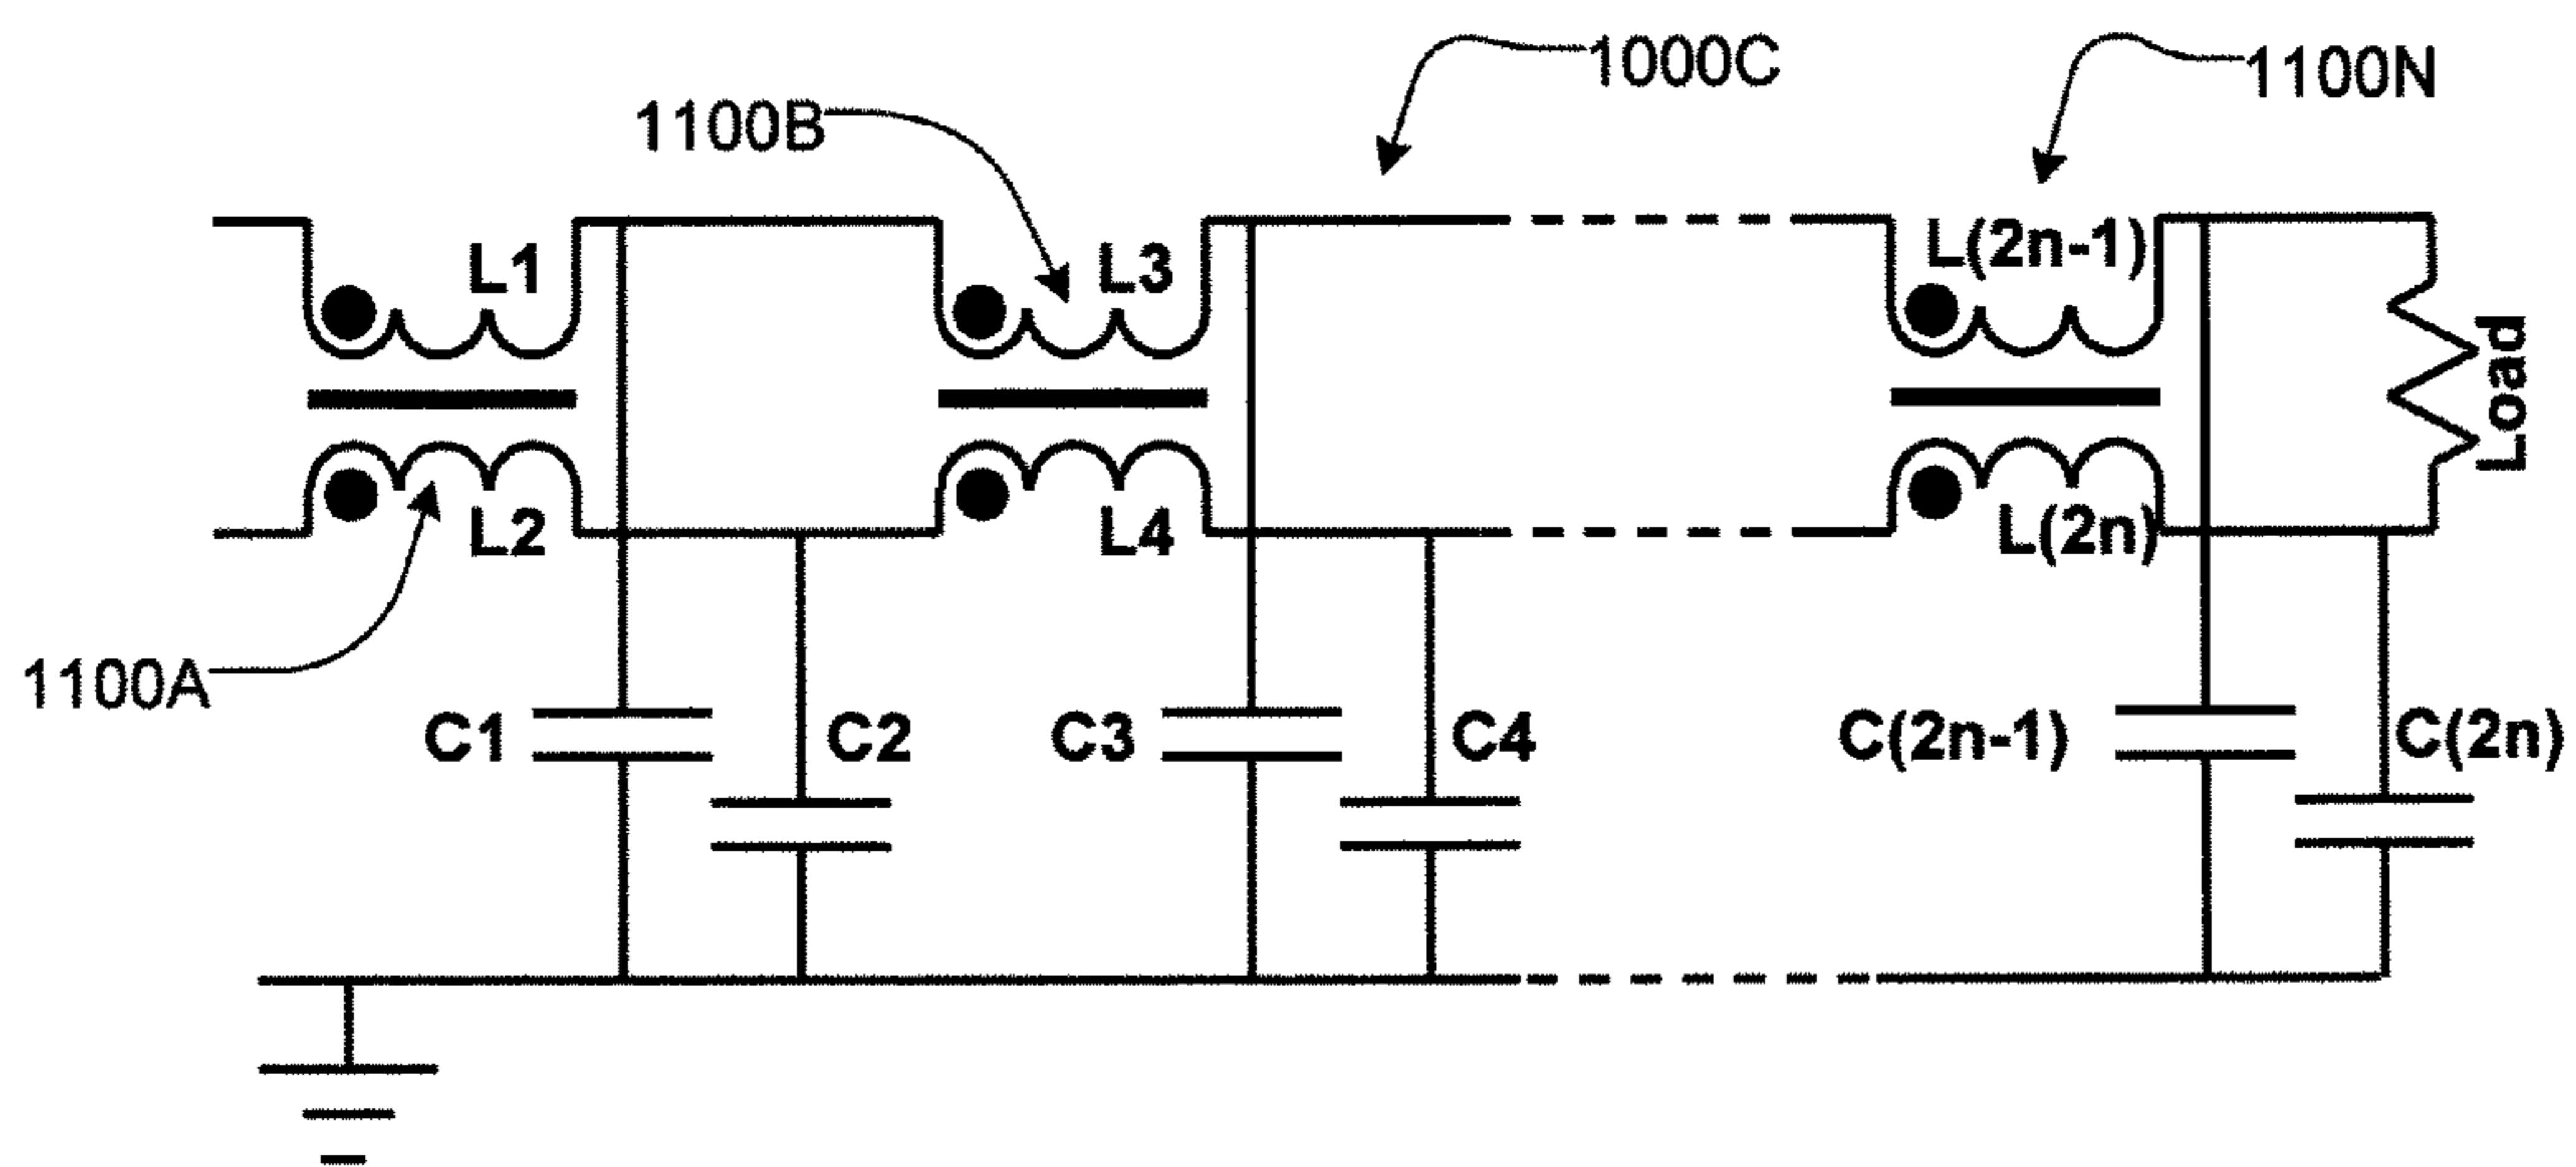 1000C
1100N
1100B
L1
L3
L(2n-1)
Load
L2
L4
L(2n)
1100A
C1
C2
C3
C4
C(2n-1)
C(2n)